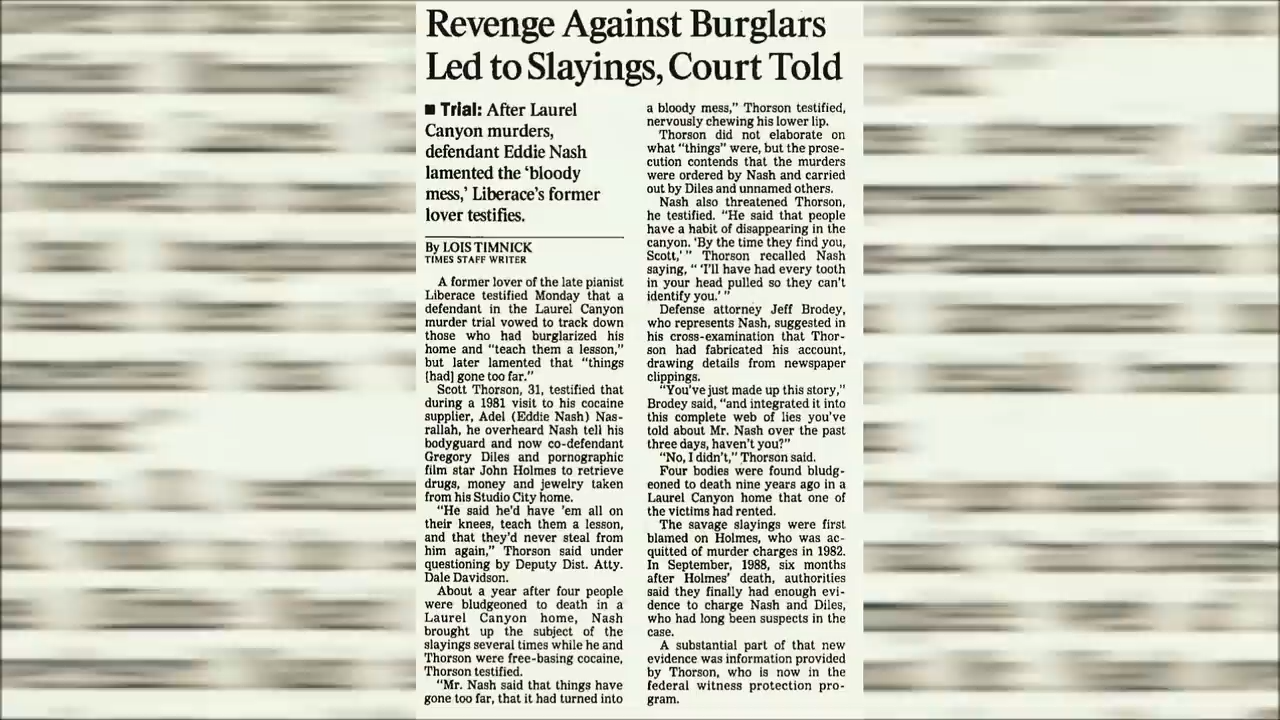 Revenge Against Burglars
Led to Slayings, Court Told
■ Trial: After Laurel
Canyon murders,
defendant Eddie Nash
lamented the ‘bloody
mess,’ Liberace’s former
lover testifies.
By LOIS TIMNICK
TIMES STAFF WRITER
A former lover of the late pianist
Liberace testified Monday that a
defendant in the Laurel Canyon
murder trial vowed to track down
those who had burglarized his
home and “teach them a lesson,”
but later lamented that “things
[had] gone too far.”
Scott Thorson, 31, testified that
during a 1981 visit to his cocaine
supplier, Adel (Eddie Nash) Nas-
rallah, he overheard Nash tell his
bodyguard and now co-defendant
Gregory Diles and pornographic
film star John Holmes to retrieve
drugs, money and jewelry taken
from his Studio City home.
“He said he’d have ’em all on
their knees, teach them a lesson,
and that they’d never steal from
him again,” Thorson said under
questioning by Deputy Dist. Atty.
Dale Davidson.
About a year after four people
were bludgeoned to death in a
Laurel Canyon home, Nash
brought up the subject of the
slayings several times while he and
Thorson were free-basing cocaine,
Thorson testified.
“Mr. Nash said that things have
gone too far, that it had turned into
a bloody mess,” Thorson testified,
nervously chewing his lower lip.
Thorson did not elaborate on
what “things” were, but the prose-
cution contends that the murders
were ordered by Nash and carried
out by Diles and unnamed others.
Nash also threatened Thorson,
he testified. “He said that people
have a habit of disappearing in the
canyon. ‘By the time they find you,
Scott,’ ” Thorson recalled Nash
saying, “ ‘I’ll have had every tooth
in your head pulled so they can’t
identify you.’ ”
Defense attorney Jeff Brodey,
who represents Nash, suggested in
his cross-examination that Thor-
son had fabricated his account,
drawing details from newspaper
clippings.
“You’ve just made up this story,”
Brodey said, “and integrated it into
this complete web of lies you’ve
told about Mr. Nash over the past
three days, haven’t you?”
“No, I didn’t,” Thorson said.
Four bodies were found bludg-
eoned to death nine years ago in a
Laurel Canyon home that one of
the victims had rented.
The savage slayings were first
blamed on Holmes, who was ac-
quitted of murder charges in 1982.
In September, 1988, six months
after Holmes’ death, authorities
said they finally had enough evi-
dence to charge Nash and Diles,
who had long been suspects in the
case.
A substantial part of that new
evidence was information provided
by Thorson, who is now in the
federal witness protection pro-
gram.